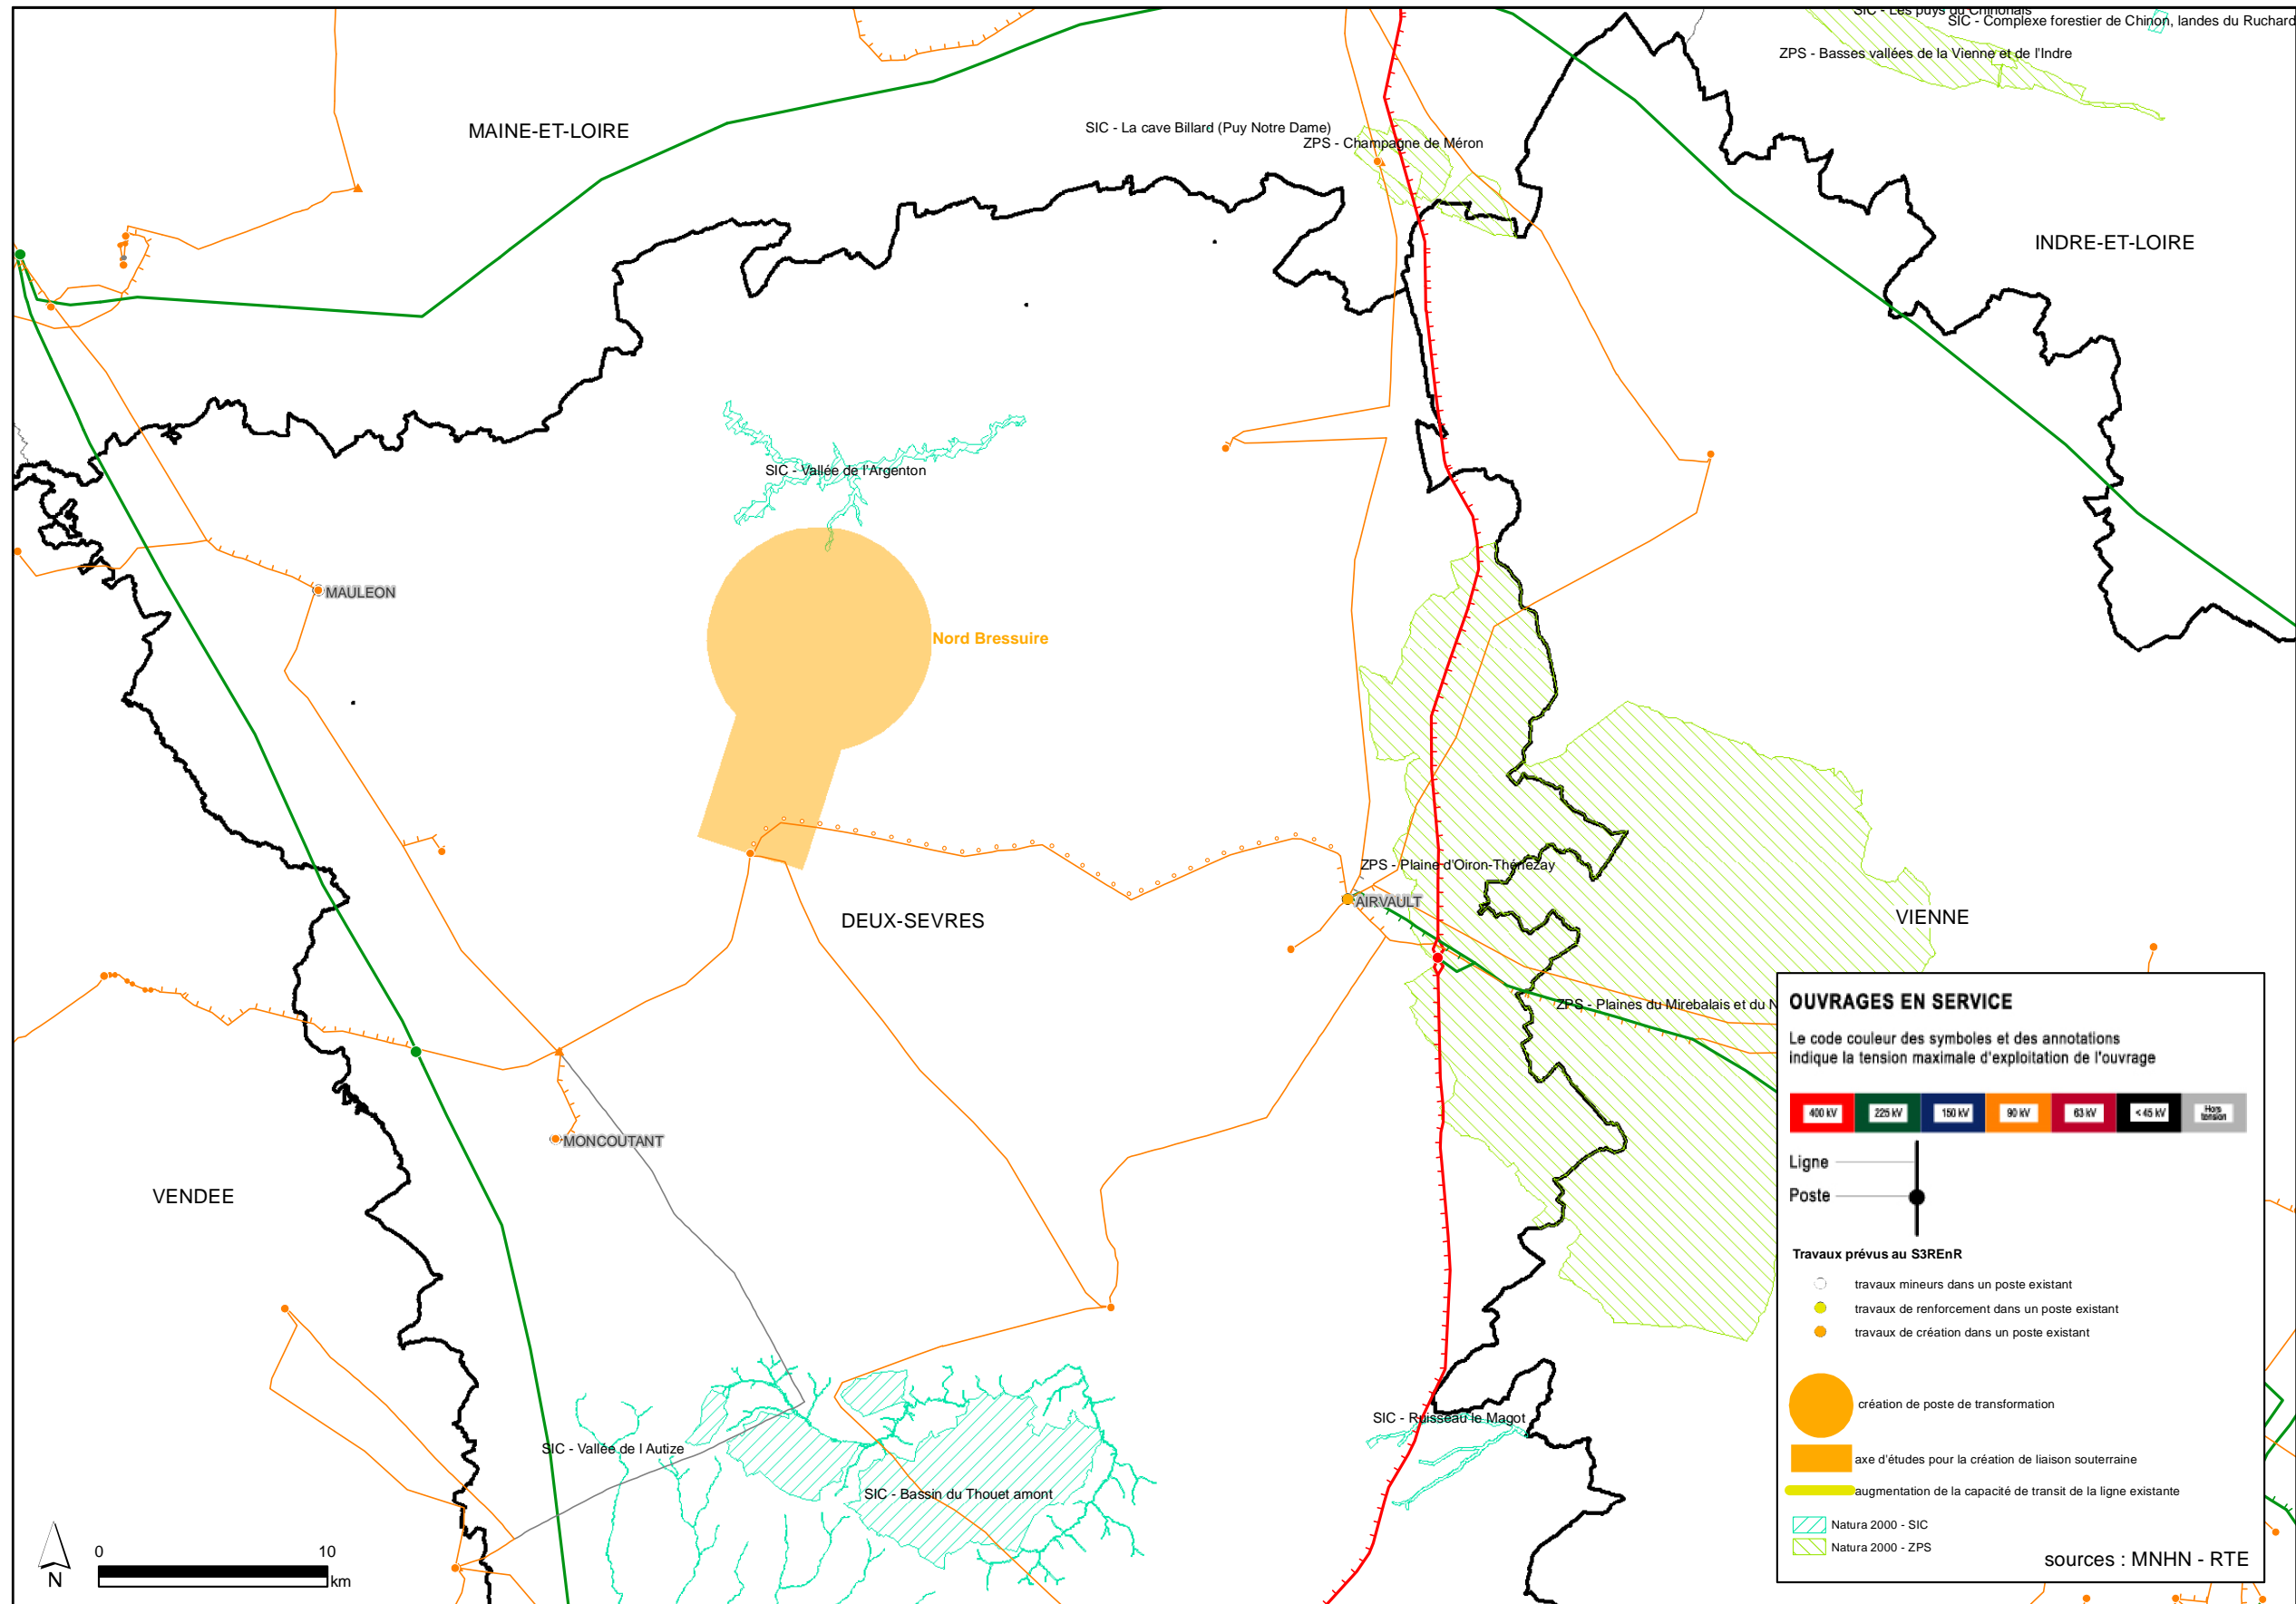 SIC - Les puys du Chinonais
SIC - Complexe forestier de Chinon, landes du Ruchard
ZPS - Basses vallées de la Vienne et de l'Indre
MAINE-ET-LOIRE
SIC - La cave Billard (Puy Notre Dame)
ZPS - Champagne de Méron
INDRE-ET-LOIRE
SIC - Vallée de l'Argenton
MAULEON
Nord Bressuire
ZPS - Plaine d'Oiron-Thénezay
AIRVAULT
DEUX-SEVRES
VIENNE
ZPS - Plaines du Mirebalais et du N
MONCOUTANT
VENDEE
SIC - Ruisseau le Magot
SIC - Vallée de l Autize
SIC - Bassin du Thouet amont
N
0 10
km
OUVRAGES EN SERVICE
Le code couleur des symboles et des annotations
indique la tension maximale d'exploitation de l'ouvrage
400 kV 225 kV 150 kV 90 kV 63 kV < 45 kV Hors tension
Ligne
Poste
Travaux prévus au S3REnR
travaux mineurs dans un poste existant
travaux de renforcement dans un poste existant
travaux de création dans un poste existant
création de poste de transformation
axe d'études pour la création de liaison souterraine
augmentation de la capacité de transit de la ligne existante
Natura 2000 - SIC
Natura 2000 - ZPS
sources : MNHN - RTE